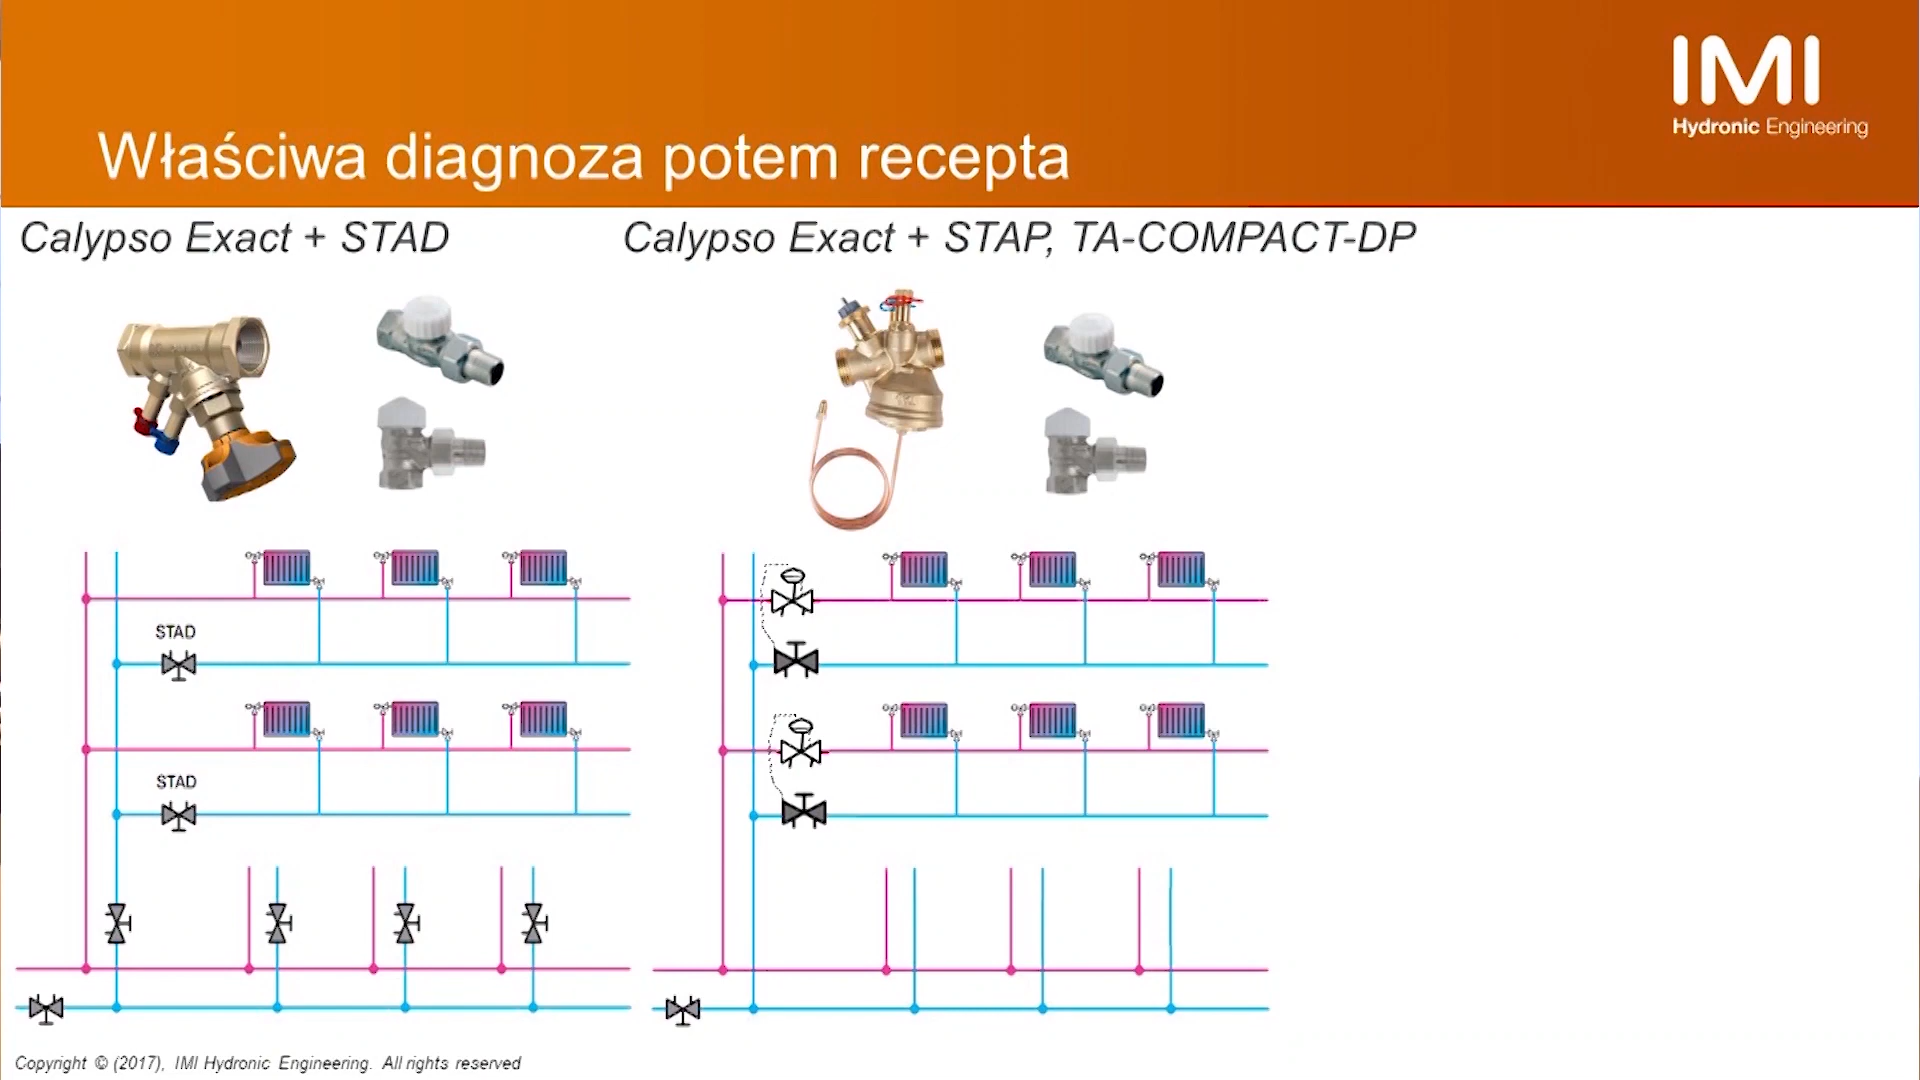 IMI
Hydronic Engineering
Właściwa diagnoza potem recepta
Calypso Exact + STAD
Calypso Exact + STAP, TA-COMPACT-DP
STAD
STAD
Copyright © (2017), IMI Hydronic Engineering. All rights reserved